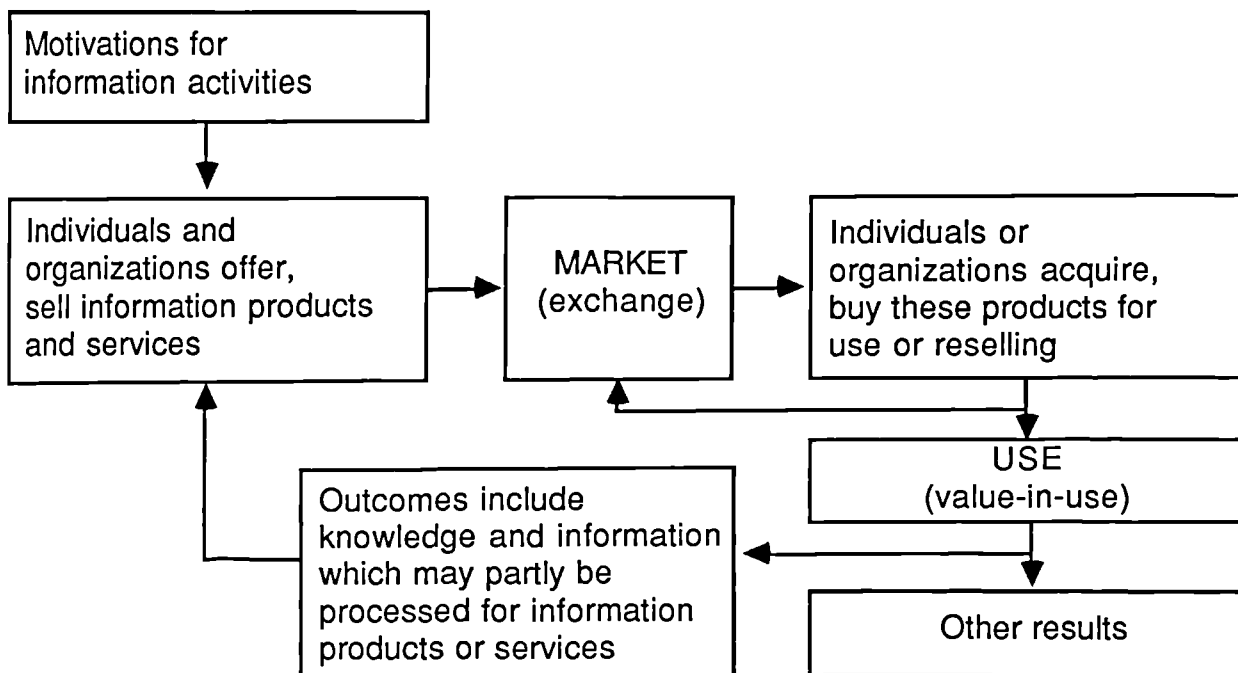 Motivations for
information activities
Individuals and
organizations offer,
sell information products
and services
MARKET
(exchange)
Individuals or
organizations acquire,
buy these products for
use or reselling
USE
(value-in-use)
Outcomes include
knowledge and information
which may partly be
processed for information
products or services
Other results